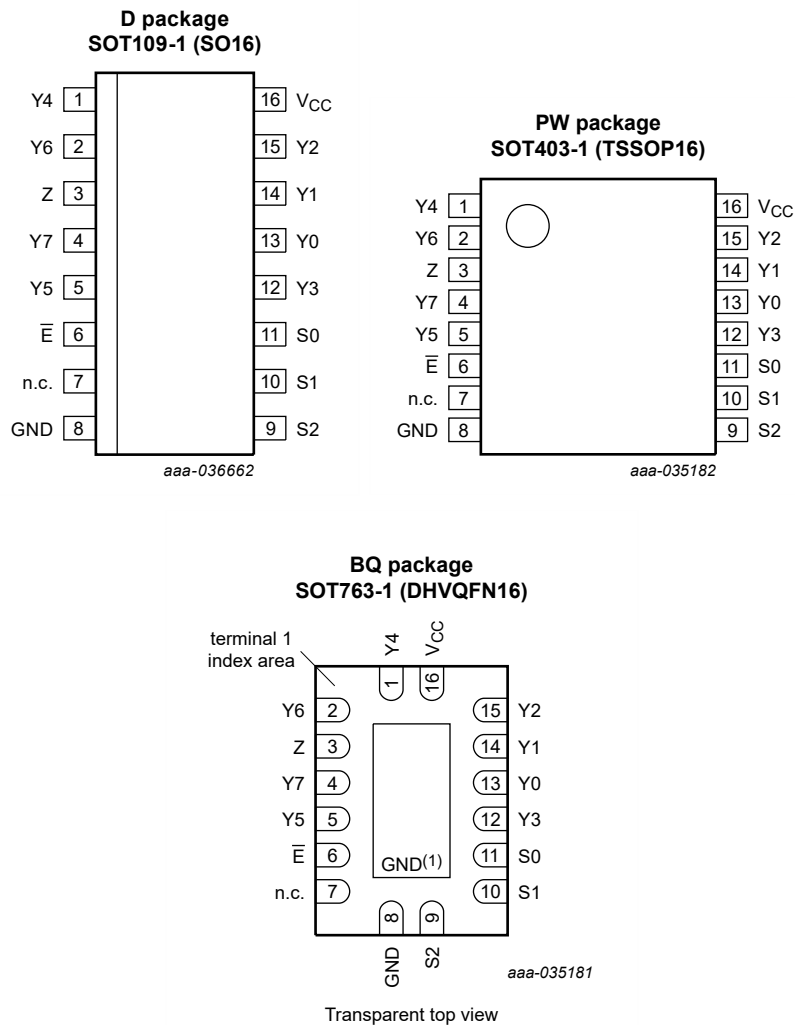 D package
SOT109-1 (SO16)
Y4 1 16 VCC
Y6 2 15 Y2
Z 3 14 Y1
Y7 4 13 Y0
Y5 5 12 Y3
E̅ 6 11 S0
n.c. 7 10 S1
GND 8 9 S2
aaa-036662
PW package
SOT403-1 (TSSOP16)
Y4 1 16 VCC
Y6 2 15 Y2
Z 3 14 Y1
Y7 4 13 Y0
Y5 5 12 Y3
E̅ 6 11 S0
n.c. 7 10 S1
GND 8 9 S2
aaa-035182
BQ package
SOT763-1 (DHVQFN16)
terminal 1
index area
Y4 VCC
1 16
Y6 2 15 Y2
Z 3 14 Y1
Y7 4 13 Y0
Y5 5 12 Y3
E̅ 6 11 S0
GND(1)
n.c. 7 10 S1
8 9
GND S2
aaa-035181
Transparent top view